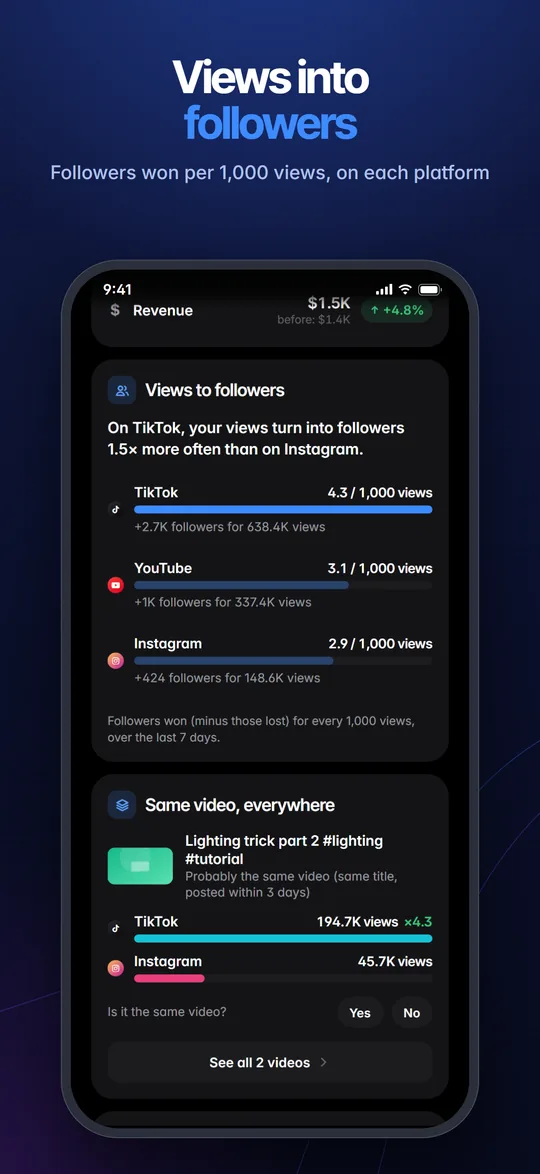 Views into
followers
Followers won per 1,000 views, on each platform
9:41
$ Revenue $1.5K +4.8%
before: $1.4K
Views to followers
On TikTok, your views turn into followers
1.5× more often than on Instagram.
TikTok 4.3 / 1,000 views
+2.7K followers for 638.4K views
YouTube 3.1 / 1,000 views
+1K followers for 337.4K views
Instagram 2.9 / 1,000 views
+424 followers for 148.6K views
Followers won (minus those lost) for every 1,000 views,
over the last 7 days.
Same video, everywhere
Lighting trick part 2 #lighting
#tutorial
Probably the same video (same title,
posted within 3 days)
TikTok 194.7K views ×4.3
Instagram 45.7K views
Is it the same video? Yes No
See all 2 videos